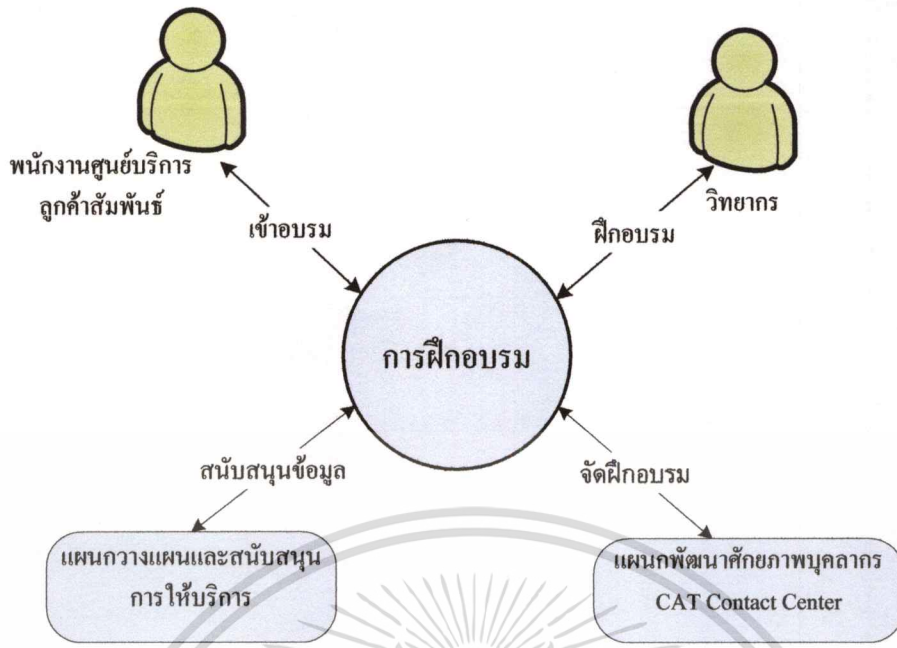 พนักงานศูนย์บริการ
ลูกค้าสัมพันธ์
วิทยากร
เข้าอบรม
ฝึกอบรม
การฝึกอบรม
สนับสนุนข้อมูล
จัดฝึกอบรม
แผนกวางแผนและสนับสนุน
การให้บริการ
แผนกพัฒนาศักยภาพบุคลากร
CAT Contact Center